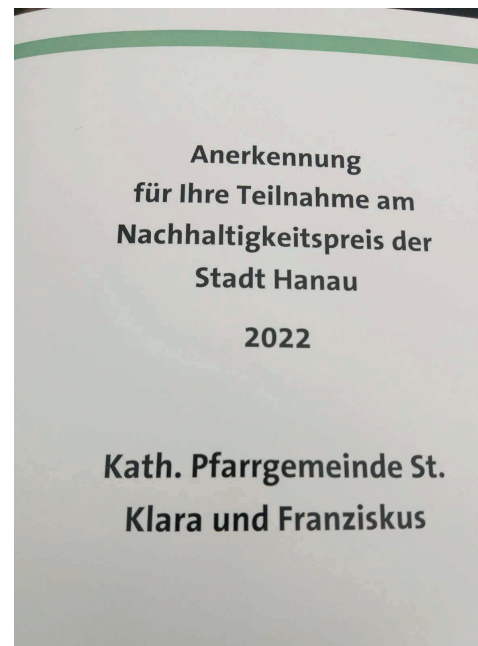 Anerkennung
für Ihre Teilnahme am
Nachhaltigkeitspreis der
Stadt Hanau
2022
Kath. Pfarrgemeinde St.
Klara und Franziskus